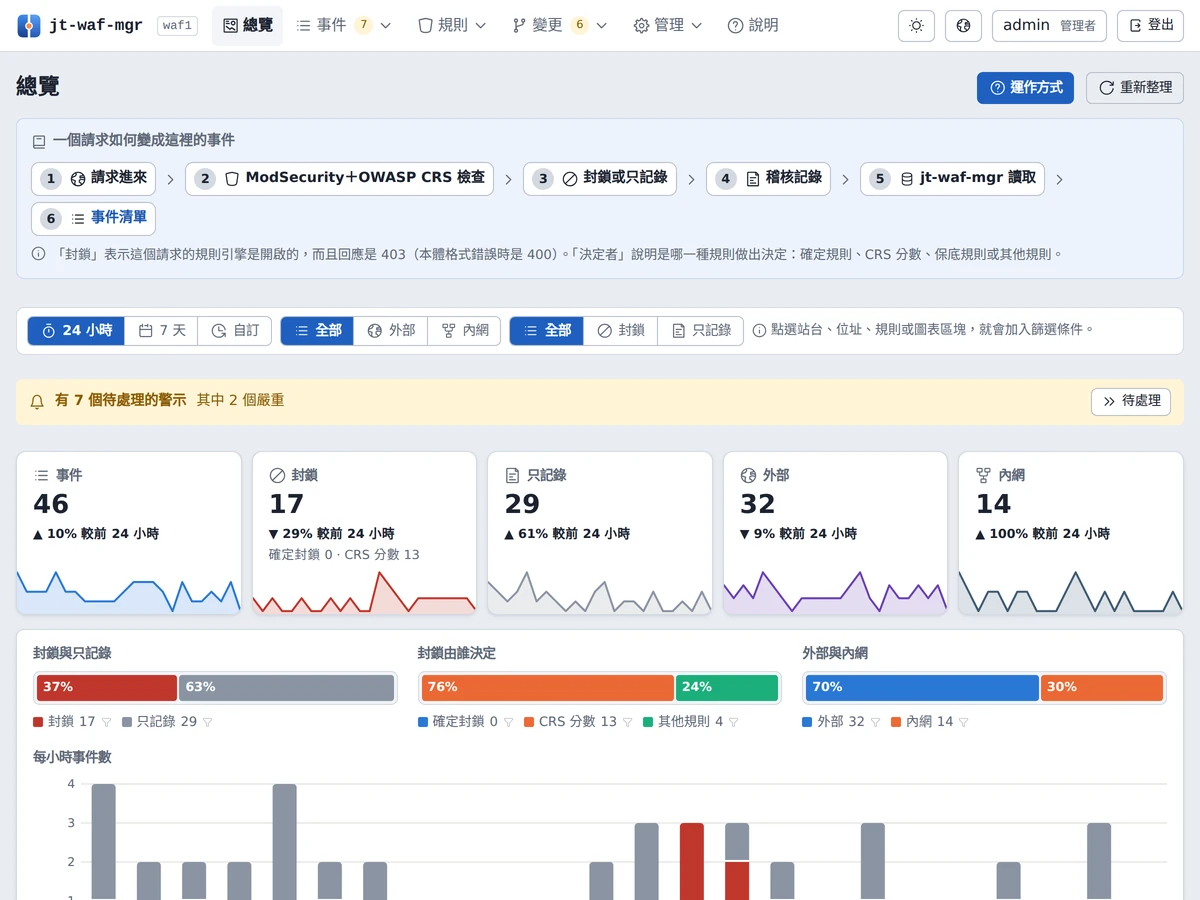 jt-waf-mgr waf1 總覽 事件 7 規則 變更 6 管理 說明 admin 管理者 登出
總覽 運作方式 重新整理
一個請求如何變成這裡的事件
1 請求進來 2 ModSecurity＋OWASP CRS 檢查 3 封鎖或只記錄 4 稽核記錄 5 jt-waf-mgr 讀取
6 事件清單
「封鎖」表示這個請求的規則引擎是開啟的，而且回應是 403（本體格式錯誤時是 400）。「決定者」說明是哪一種規則做出決定：確定規則、CRS 分數、保底規則或其他規則。
24 小時 7 天 自訂 全部 外部 內網 全部 封鎖 只記錄 點選站台、位址、規則或圖表區塊，就會加入篩選條件。
有 7 個待處理的警示 其中 2 個嚴重 待處理
事件
46
▲ 10% 較前 24 小時
封鎖
17
▼ 29% 較前 24 小時
確定封鎖 0 · CRS 分數 13
只記錄
29
▲ 61% 較前 24 小時
外部
32
▼ 9% 較前 24 小時
內網
14
▲ 100% 較前 24 小時
封鎖與只記錄
37% 63%
封鎖 17 只記錄 29
封鎖由誰決定
76% 24%
確定封鎖 0 CRS 分數 13 其他規則 4
外部與內網
70% 30%
外部 32 內網 14
每小時事件數
4
3
2
1